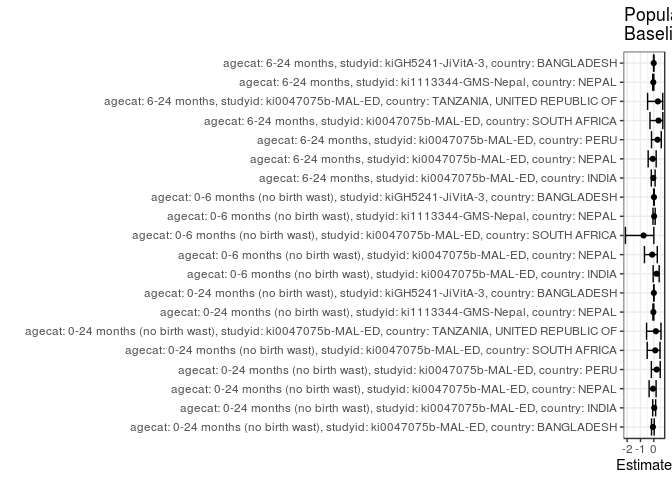 Popula
Baseli
agecat: 6-24 months, studyid: kiGH5241-JiVitA-3, country: BANGLADESH
agecat: 6-24 months, studyid: ki1113344-GMS-Nepal, country: NEPAL
agecat: 6-24 months, studyid: ki0047075b-MAL-ED, country: TANZANIA, UNITED REPUBLIC OF
agecat: 6-24 months, studyid: ki0047075b-MAL-ED, country: SOUTH AFRICA
agecat: 6-24 months, studyid: ki0047075b-MAL-ED, country: PERU
agecat: 6-24 months, studyid: ki0047075b-MAL-ED, country: NEPAL
agecat: 6-24 months, studyid: ki0047075b-MAL-ED, country: INDIA
agecat: 0-6 months (no birth wast), studyid: kiGH5241-JiVitA-3, country: BANGLADESH
agecat: 0-6 months (no birth wast), studyid: ki1113344-GMS-Nepal, country: NEPAL
agecat: 0-6 months (no birth wast), studyid: ki0047075b-MAL-ED, country: SOUTH AFRICA
agecat: 0-6 months (no birth wast), studyid: ki0047075b-MAL-ED, country: NEPAL
agecat: 0-6 months (no birth wast), studyid: ki0047075b-MAL-ED, country: INDIA
agecat: 0-24 months (no birth wast), studyid: kiGH5241-JiVitA-3, country: BANGLADESH
agecat: 0-24 months (no birth wast), studyid: ki1113344-GMS-Nepal, country: NEPAL
agecat: 0-24 months (no birth wast), studyid: ki0047075b-MAL-ED, country: TANZANIA, UNITED REPUBLIC OF
agecat: 0-24 months (no birth wast), studyid: ki0047075b-MAL-ED, country: SOUTH AFRICA
agecat: 0-24 months (no birth wast), studyid: ki0047075b-MAL-ED, country: PERU
agecat: 0-24 months (no birth wast), studyid: ki0047075b-MAL-ED, country: NEPAL
agecat: 0-24 months (no birth wast), studyid: ki0047075b-MAL-ED, country: INDIA
agecat: 0-24 months (no birth wast), studyid: ki0047075b-MAL-ED, country: BANGLADESH
-2 -1 0
Estimate